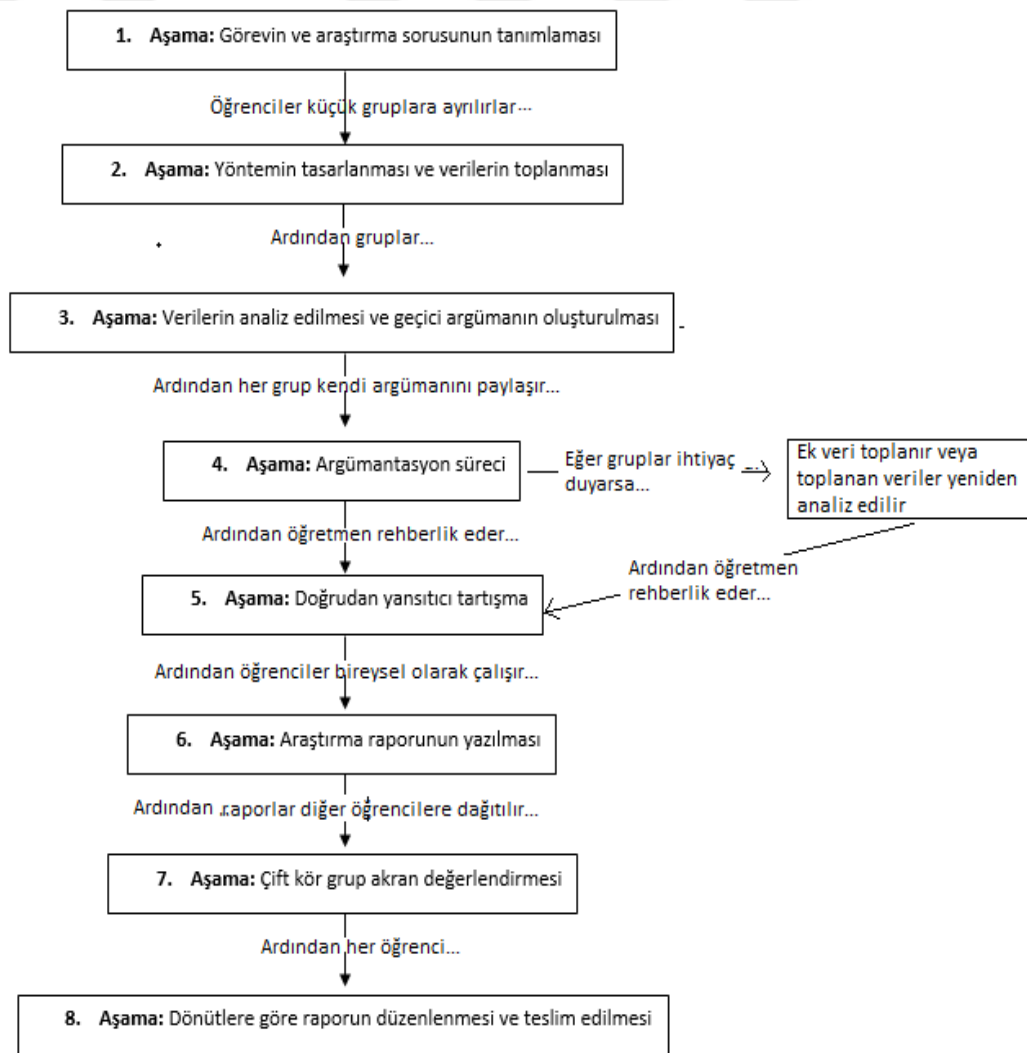 1. Aşama: Görevin ve araştırma sorusunun tanımlaması
Öğrenciler küçük gruplara ayrılırlar...
2. Aşama: Yöntemin tasarlanması ve verilerin toplanması
Ardından gruplar...
3. Aşama: Verilerin analiz edilmesi ve geçici argümanın oluşturulması
Ardından her grup kendi argümanını paylaşır...
4. Aşama: Argümantasyon süreci
Eğer gruplar ihtiyaç
duyarsa...
Ek veri toplanır veya
toplanan veriler yeniden
analiz edilir
Ardından öğretmen rehberlik eder...
Ardından öğretmen
rehberlik eder...
5. Aşama: Doğrudan yansıtıcı tartışma
Ardından öğrenciler bireysel olarak çalışır...
6. Aşama: Araştırma raporunun yazılması
Ardından raporlar diğer öğrencilere dağıtılır...
7. Aşama: Çift kör grup akran değerlendirmesi
Ardından her öğrenci...
8. Aşama: Dönütlere göre raporun düzenlenmesi ve teslim edilmesi